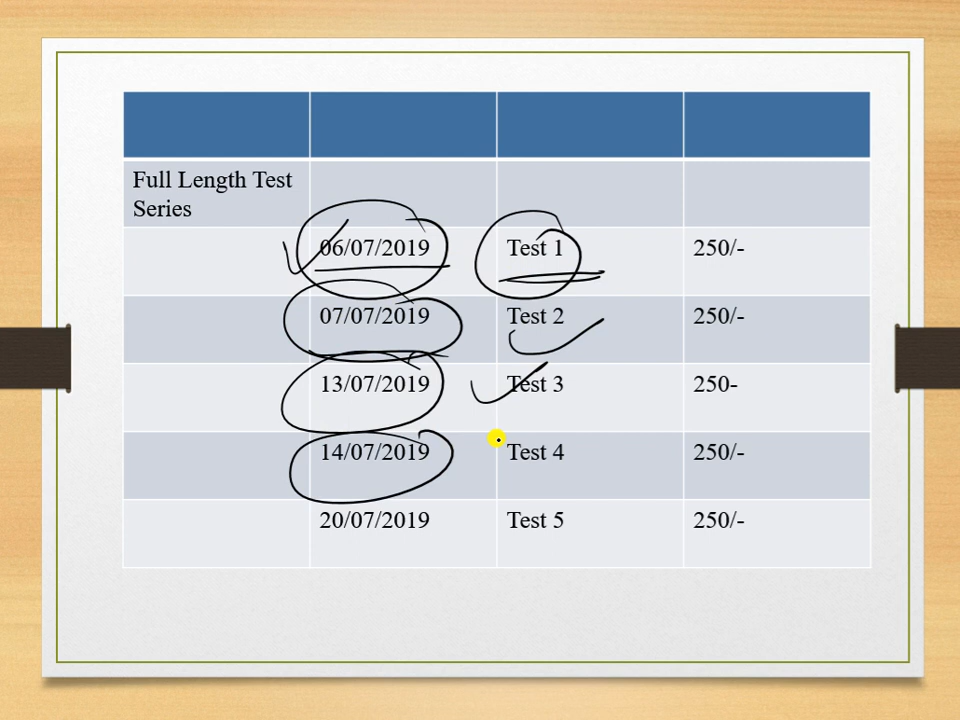 Full Length Test
Series
06/07/2019 Test 1 250/-
07/07/2019 Test 2 250/-
13/07/2019 Test 3 250-
14/07/2019 Test 4 250/-
20/07/2019 Test 5 250/-